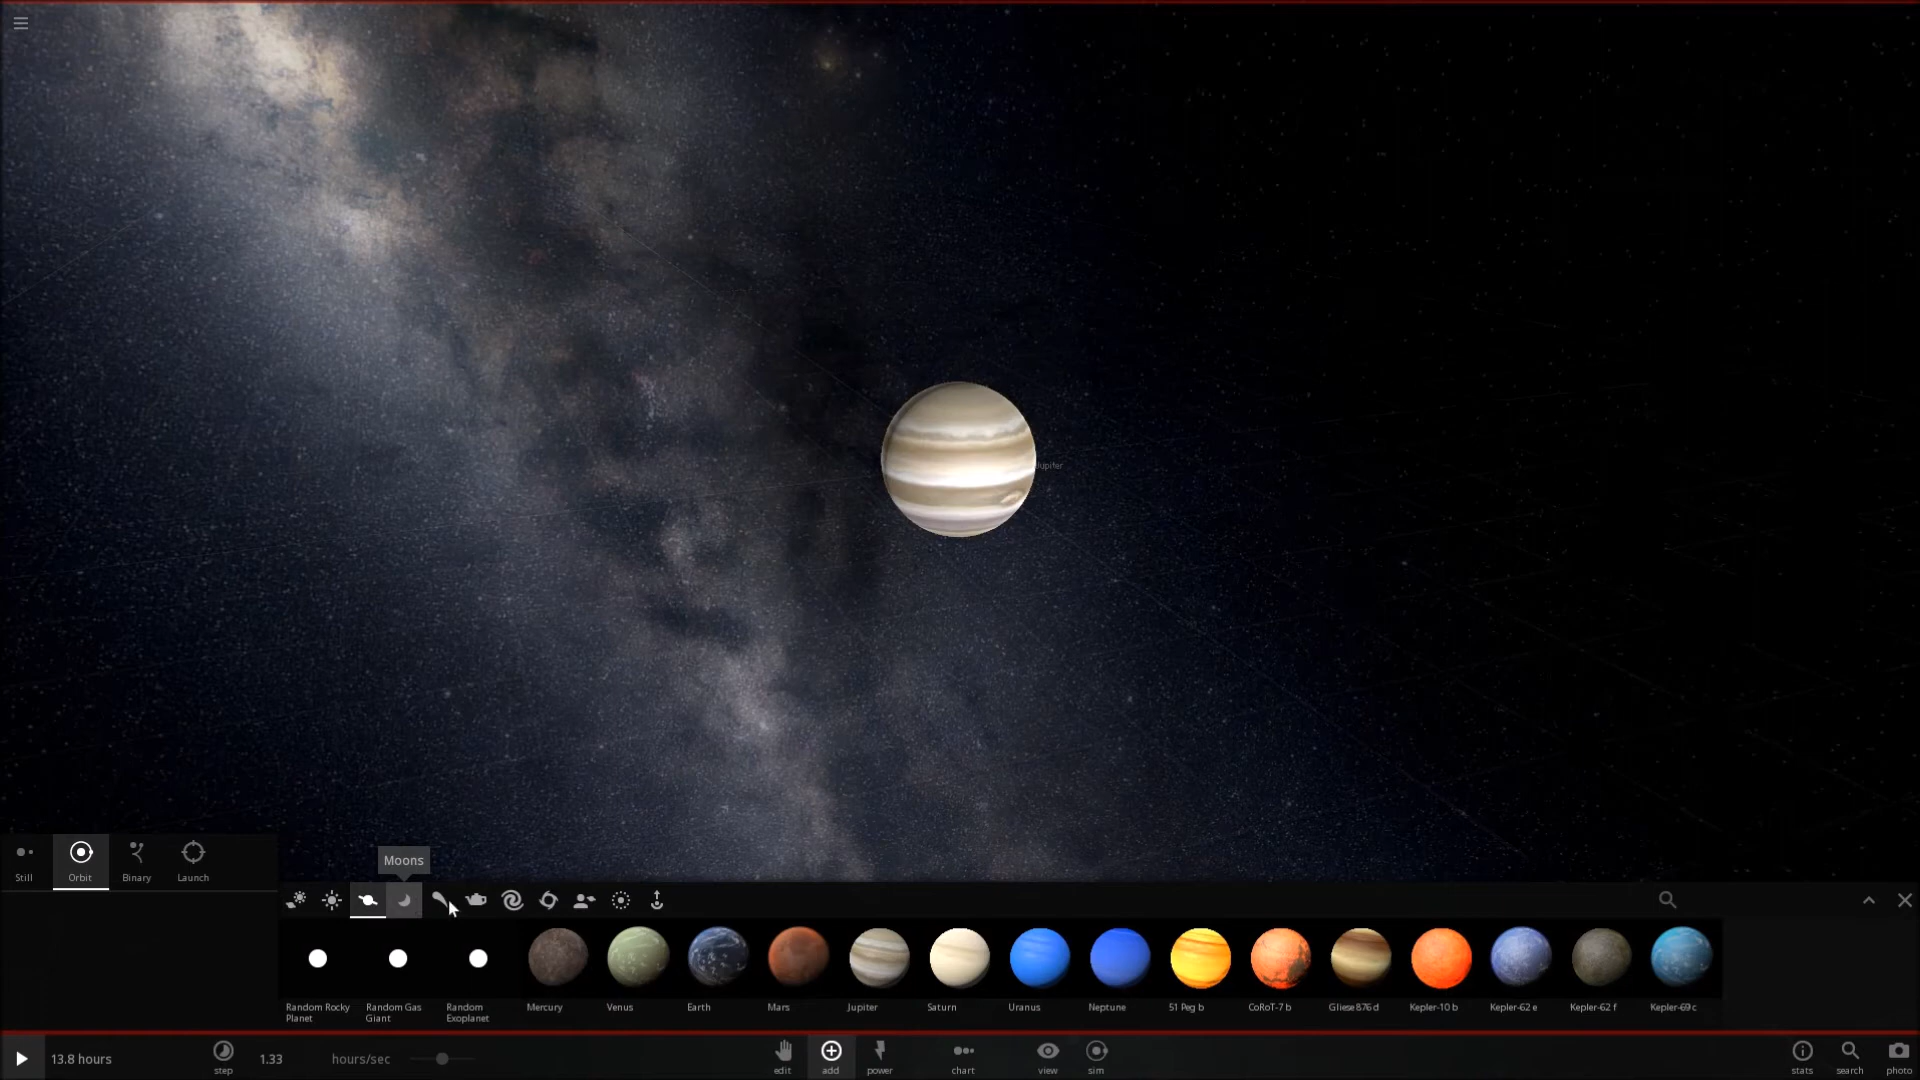 Jupiter
Still
Orbit
Binary
Launch
Moons
Random Rocky
Planet
Random Gas
Giant
Random
Exoplanet
Mercury
Venus
Earth
Mars
Jupiter
Saturn
Uranus
Neptune
51 Peg b
CoRoT-7 b
Gliese 876 d
Kepler-10 b
Kepler-62 e
Kepler-62 f
Kepler-69 c
13.8 hours
step
1.33
hours/sec
edit
add
power
chart
view
sim
stats
search
photo